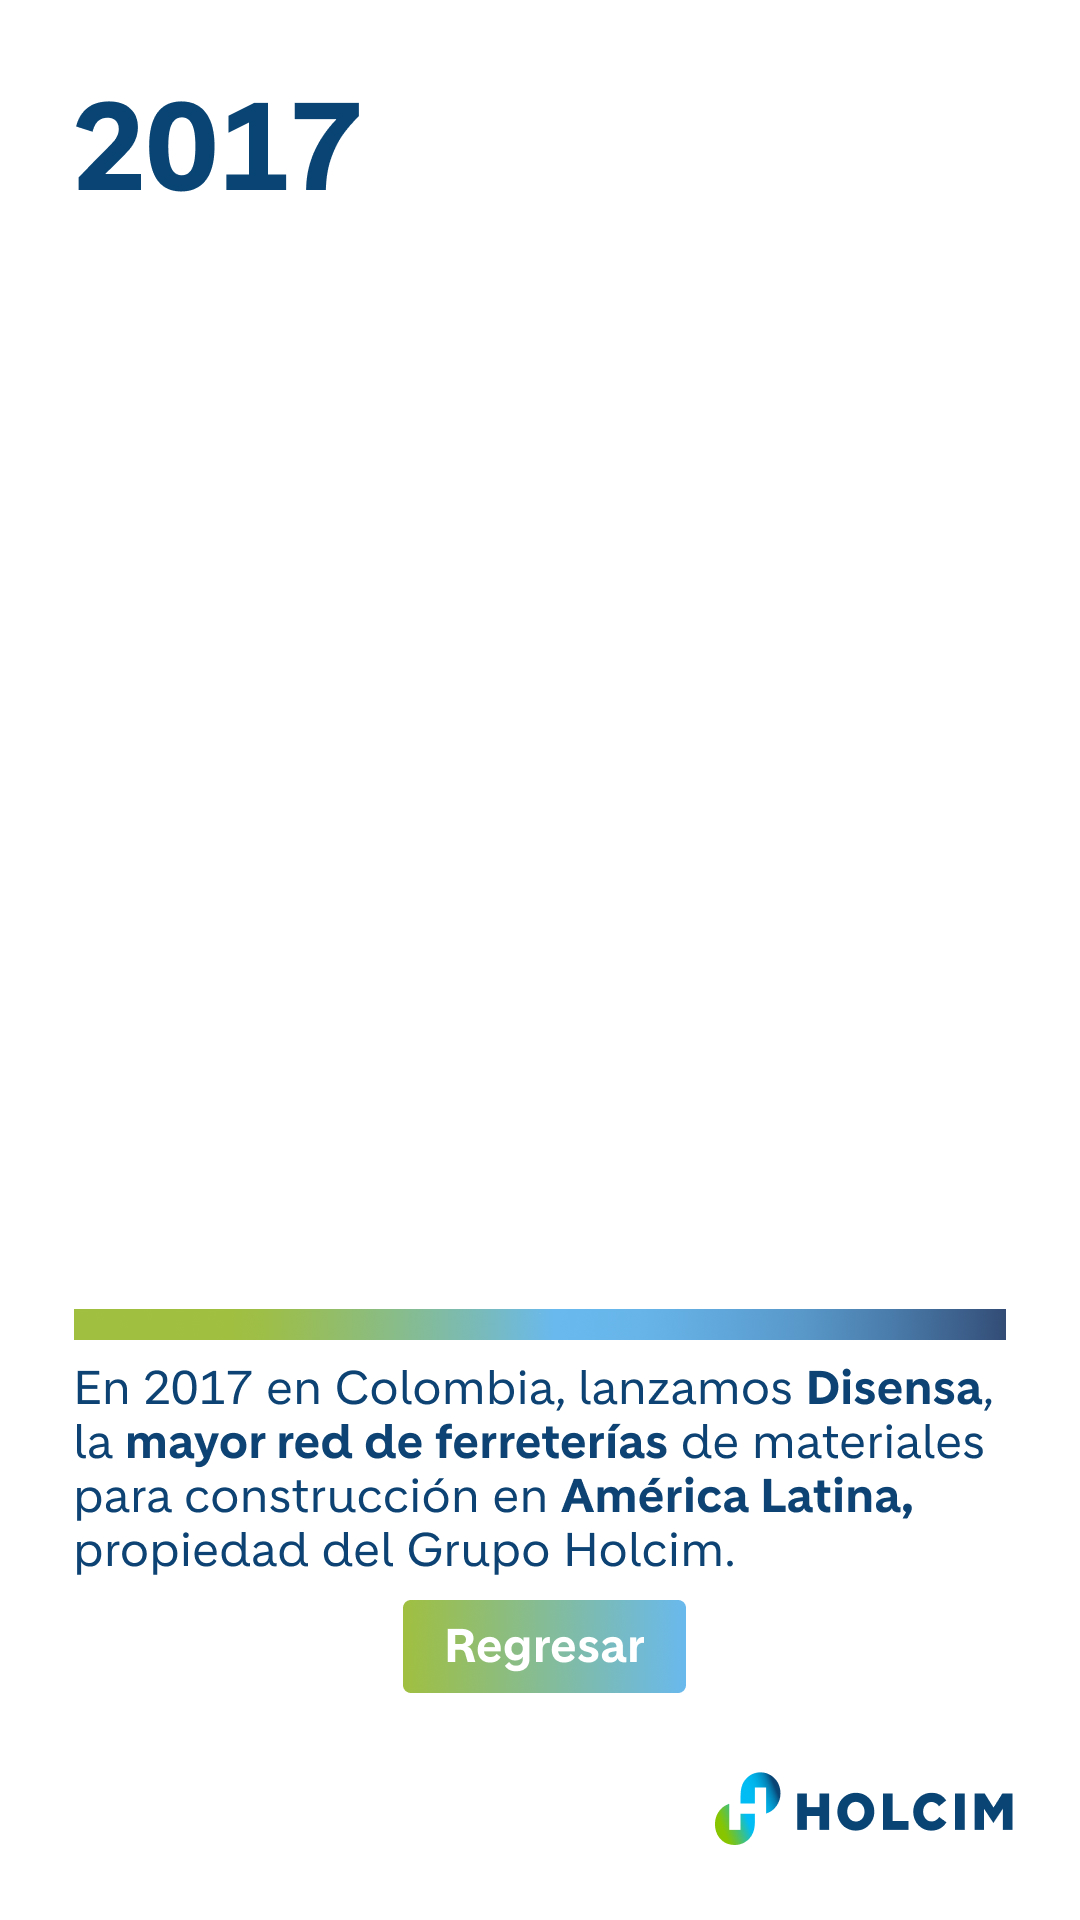 2017
En 2017 en Colombia, lanzamos Disensa,
la mayor red de ferreterías de materiales
para construcción en América Latina,
propiedad del Grupo Holcim.
Regresar
HOLCIM